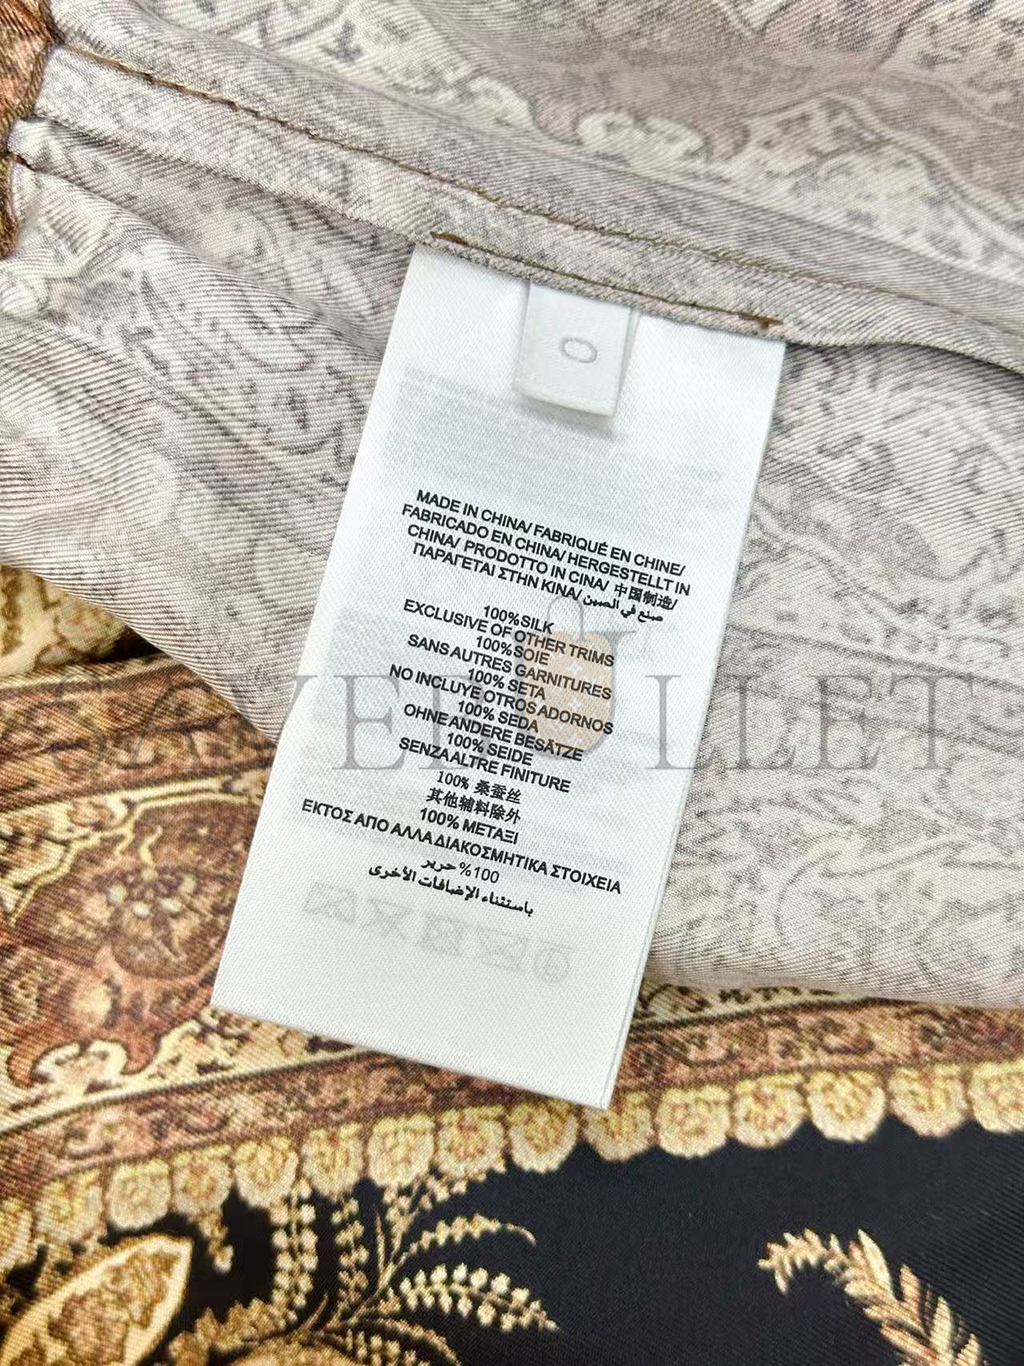 0
MADE IN CHINA/ FABRIQUÉ EN CHINE/
FABRICADO EN CHINA/ HERGESTELLT IN
CHINA/ PRODOTTO IN CINA/ 中国制造/
ΠΑΡΑΓΕΤΑΙ ΣΤΗΝ ΚΙΝΑ/ صنع في الصين
100%SILK
EXCLUSIVE OF OTHER TRIMS
100%SOIE
SANS AUTRES GARNITURES
100% SETA
NO INCLUYE OTROS ADORNOS
100% SEDA
OHNE ANDERE BESÄTZE
100% SEIDE
SENZA ALTRE FINITURE
100% 桑蚕丝
其他辅料除外
100% ΜΕΤΑΞΙ
ΕΚΤΟΣ ΑΠΟ ΑΛΛΑ ΔΙΑΚΟΣΜΗΤΙΚΑ ΣΤΟΙΧΕΙΑ
100% حرير
باستثناء الإضافات الأخرى